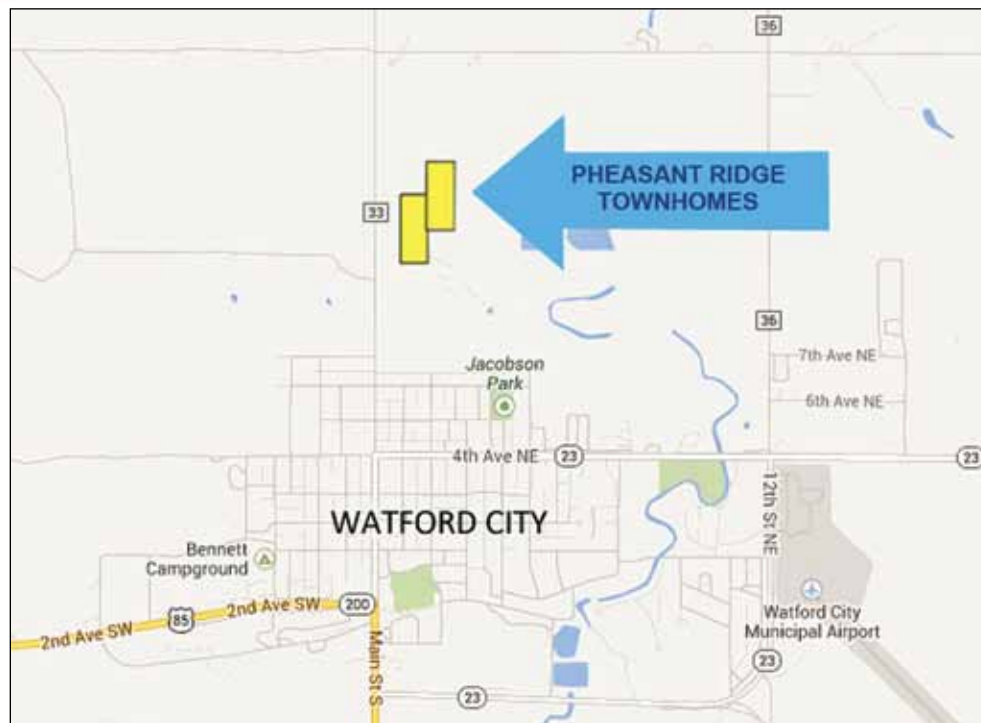 36
PHEASANT RIDGE
TOWNHOMES
33
36
7th Ave NE
Jacobson
Park
6th Ave NE
4th Ave NE
23
23
12th St NE
WATFORD CITY
Bennett
Campground
2nd Ave SW
200
85
2nd Ave SW
Watford City
Municipal Airport
Main St S
23
23